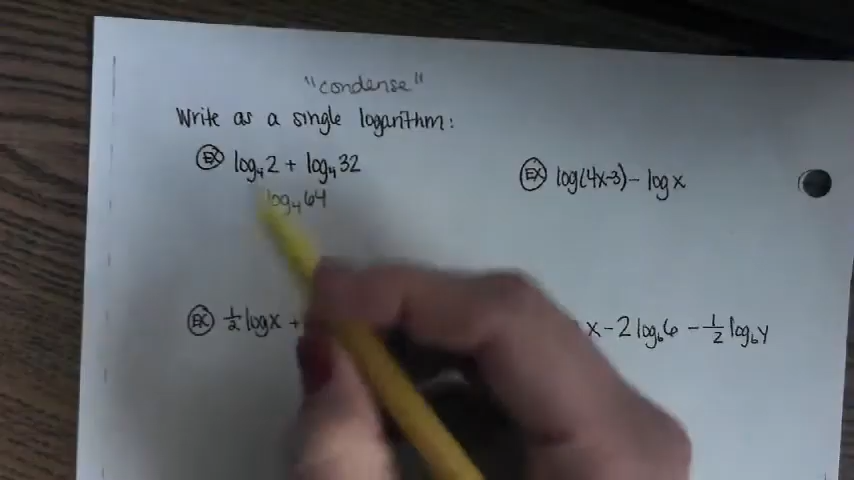 "condense"
Write as a single logarithm:
EX log₄2 + log₄32
log₄64
EX log(4x-3) - log x
EX ½ log x +
x - 2 log₆6 - ½ log₆y